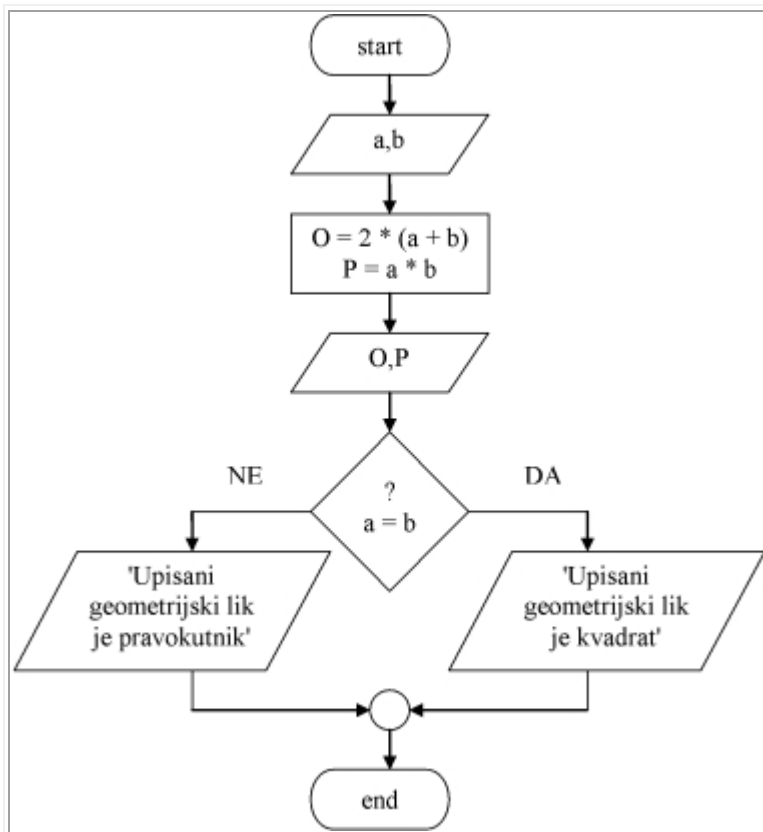 start
a,b
O = 2 * (a + b)
P = a * b
O,P
NE
DA
?
a = b
'Upisani
geometrijski lik
je pravokutnik'
'Upisani
geometrijski lik
je kvadrat'
end